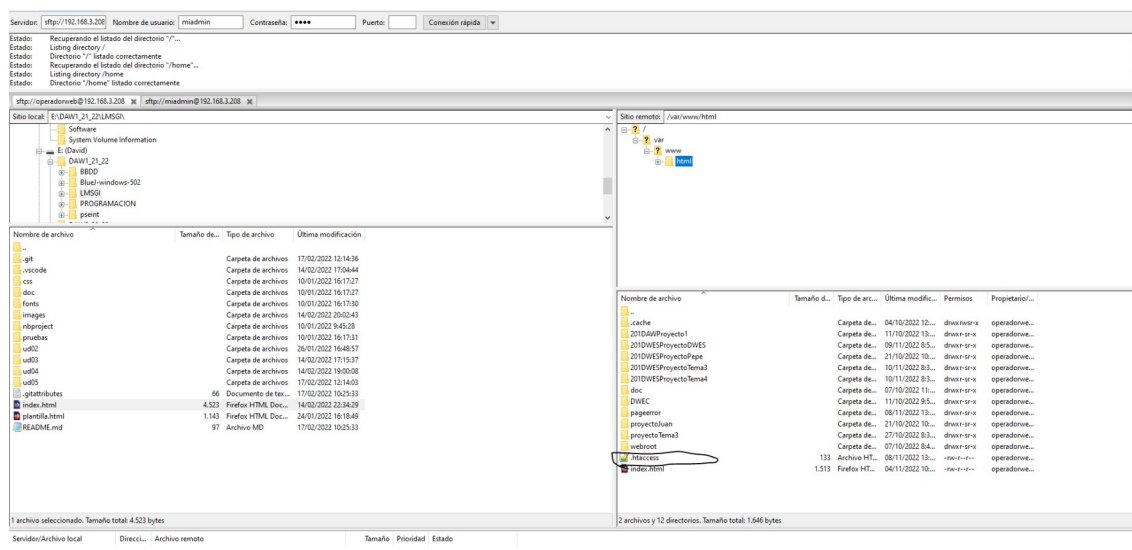 Servidor: sftp://192.168.3.208 Nombre de usuario: miadmin Contraseña: ●●●● Puerto: Conexión rápida
Estado: Recuperando el listado del directorio "/"...
Estado: Listing directory /
Estado: Directorio "/" listado correctamente
Estado: Recuperando el listado del directorio "/home"...
Estado: Listing directory /home
Estado: Directorio "/home" listado correctamente
sftp://operadorweb@192.168.3.208 sftp://miadmin@192.168.3.208
Sitio local: E:\DAW1_21_22\LMSGI\
Software
System Volume Information
E: (David)
DAW1_21_22
BBDD
BlueJ-windows-502
LMSGI
PROGRAMACION
pseint
Nombre de archivo Tamaño de... Tipo de archivo Última modificación
..
.git Carpeta de archivos 17/02/2022 12:14:36
.vscode Carpeta de archivos 14/02/2022 17:04:44
css Carpeta de archivos 10/01/2022 16:17:27
doc Carpeta de archivos 10/01/2022 16:17:27
fonts Carpeta de archivos 10/01/2022 16:17:30
images Carpeta de archivos 14/02/2022 20:02:43
nbproject Carpeta de archivos 10/01/2022 9:45:28
pruebas Carpeta de archivos 10/01/2022 16:17:31
ud02 Carpeta de archivos 26/01/2022 16:48:57
ud03 Carpeta de archivos 14/02/2022 17:15:37
ud04 Carpeta de archivos 14/02/2022 19:00:08
ud05 Carpeta de archivos 17/02/2022 12:14:03
.gitattributes 66 Documento de tex... 17/02/2022 10:25:33
index.html 4.523 Firefox HTML Doc... 14/02/2022 22:34:29
plantilla.html 1.143 Firefox HTML Doc... 24/01/2022 16:18:49
README.md 97 Archivo MD 17/02/2022 10:25:33
1 archivo seleccionado. Tamaño total: 4.523 bytes
Sitio remoto: /var/www/html
/
var
www
html
Nombre de archivo Tamaño d... Tipo de arc... Última modific... Permisos Propietario/...
..
.cache Carpeta de... 04/10/2022 12:... drwxrwsr-x operadorwe...
201DAWProyecto1 Carpeta de... 11/10/2022 13:... drwxr-sr-x operadorwe...
201DWESProyectoDWES Carpeta de... 09/11/2022 8:5... drwxr-sr-x operadorwe...
201DWESProyectoPepe Carpeta de... 21/10/2022 10:... drwxr-sr-x operadorwe...
201DWESProyectoTema3 Carpeta de... 10/11/2022 8:3... drwxr-sr-x operadorwe...
201DWESProyectoTema4 Carpeta de... 10/11/2022 8:3... drwxr-sr-x operadorwe...
doc Carpeta de... 07/10/2022 11:... drwxr-sr-x operadorwe...
DWEC Carpeta de... 11/10/2022 9:5... drwxr-sr-x operadorwe...
pageerror Carpeta de... 08/11/2022 13:... drwxr-sr-x operadorwe...
proyectoJuan Carpeta de... 21/10/2022 10:... drwxr-sr-x operadorwe...
proyectoTema3 Carpeta de... 27/10/2022 8:3... drwxr-sr-x operadorwe...
webroot Carpeta de... 07/10/2022 8:4... drwxr-sr-x operadorwe...
.htaccess 133 Archivo HT... 08/11/2022 13:... -rw-r--r-- operadorwe...
index.html 1.513 Firefox HT... 04/11/2022 10:... -rw-r--r-- operadorwe...
2 archivos y 12 directorios. Tamaño total: 1.646 bytes
Servidor/Archivo local Direcci... Archivo remoto Tamaño Prioridad Estado